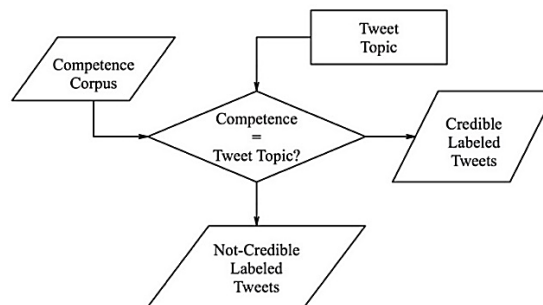 Tweet
Topic
Competence
Corpus
Competence
=
Tweet Topic?
Credible
Labeled
Tweets
Not-Credible
Labeled
Tweets